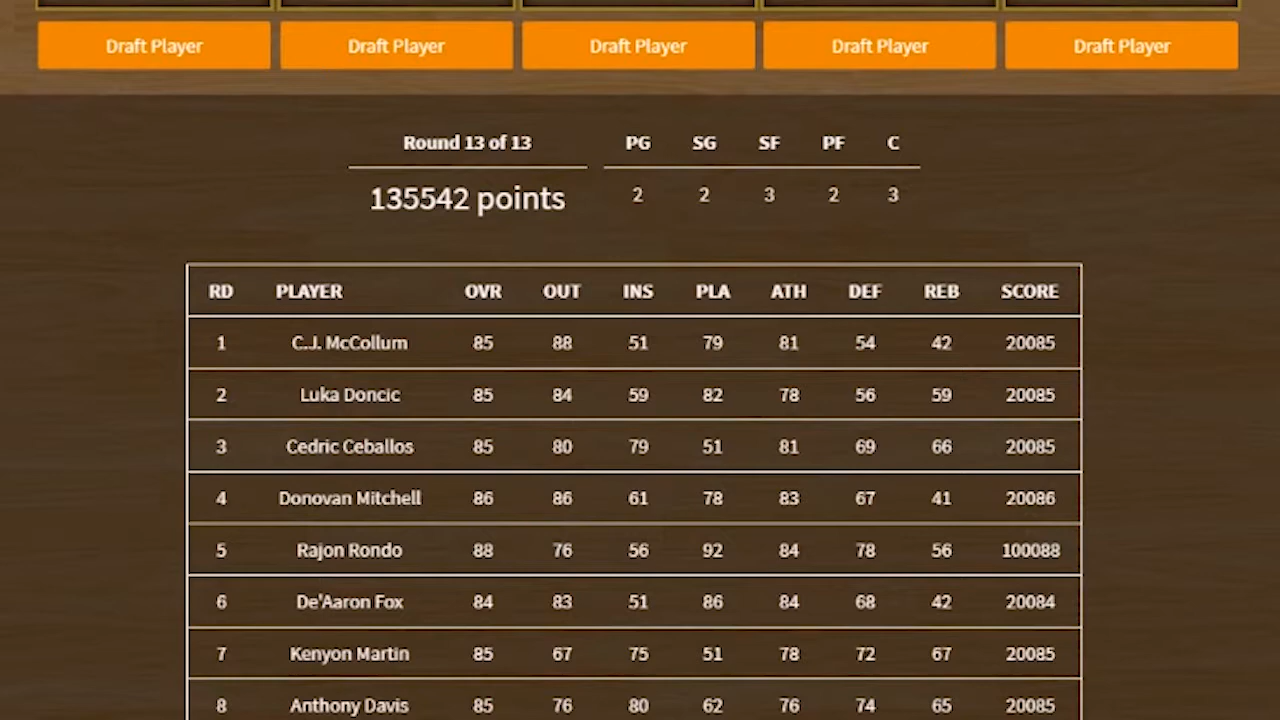 Draft Player Draft Player Draft Player Draft Player Draft Player
Round 13 of 13 PG SG SF PF C
135542 points 2 2 3 2 3
RD PLAYER OVR OUT INS PLA ATH DEF REB SCORE
1 C.J. McCollum 85 88 51 79 81 54 42 20085
2 Luka Doncic 85 84 59 82 78 56 59 20085
3 Cedric Ceballos 85 80 79 51 81 69 66 20085
4 Donovan Mitchell 86 86 61 78 83 67 41 20086
5 Rajon Rondo 88 76 56 92 84 78 56 100088
6 De'Aaron Fox 84 83 51 86 84 68 42 20084
7 Kenyon Martin 85 67 75 51 78 72 67 20085
8 Anthony Davis 85 76 80 62 76 74 65 20085